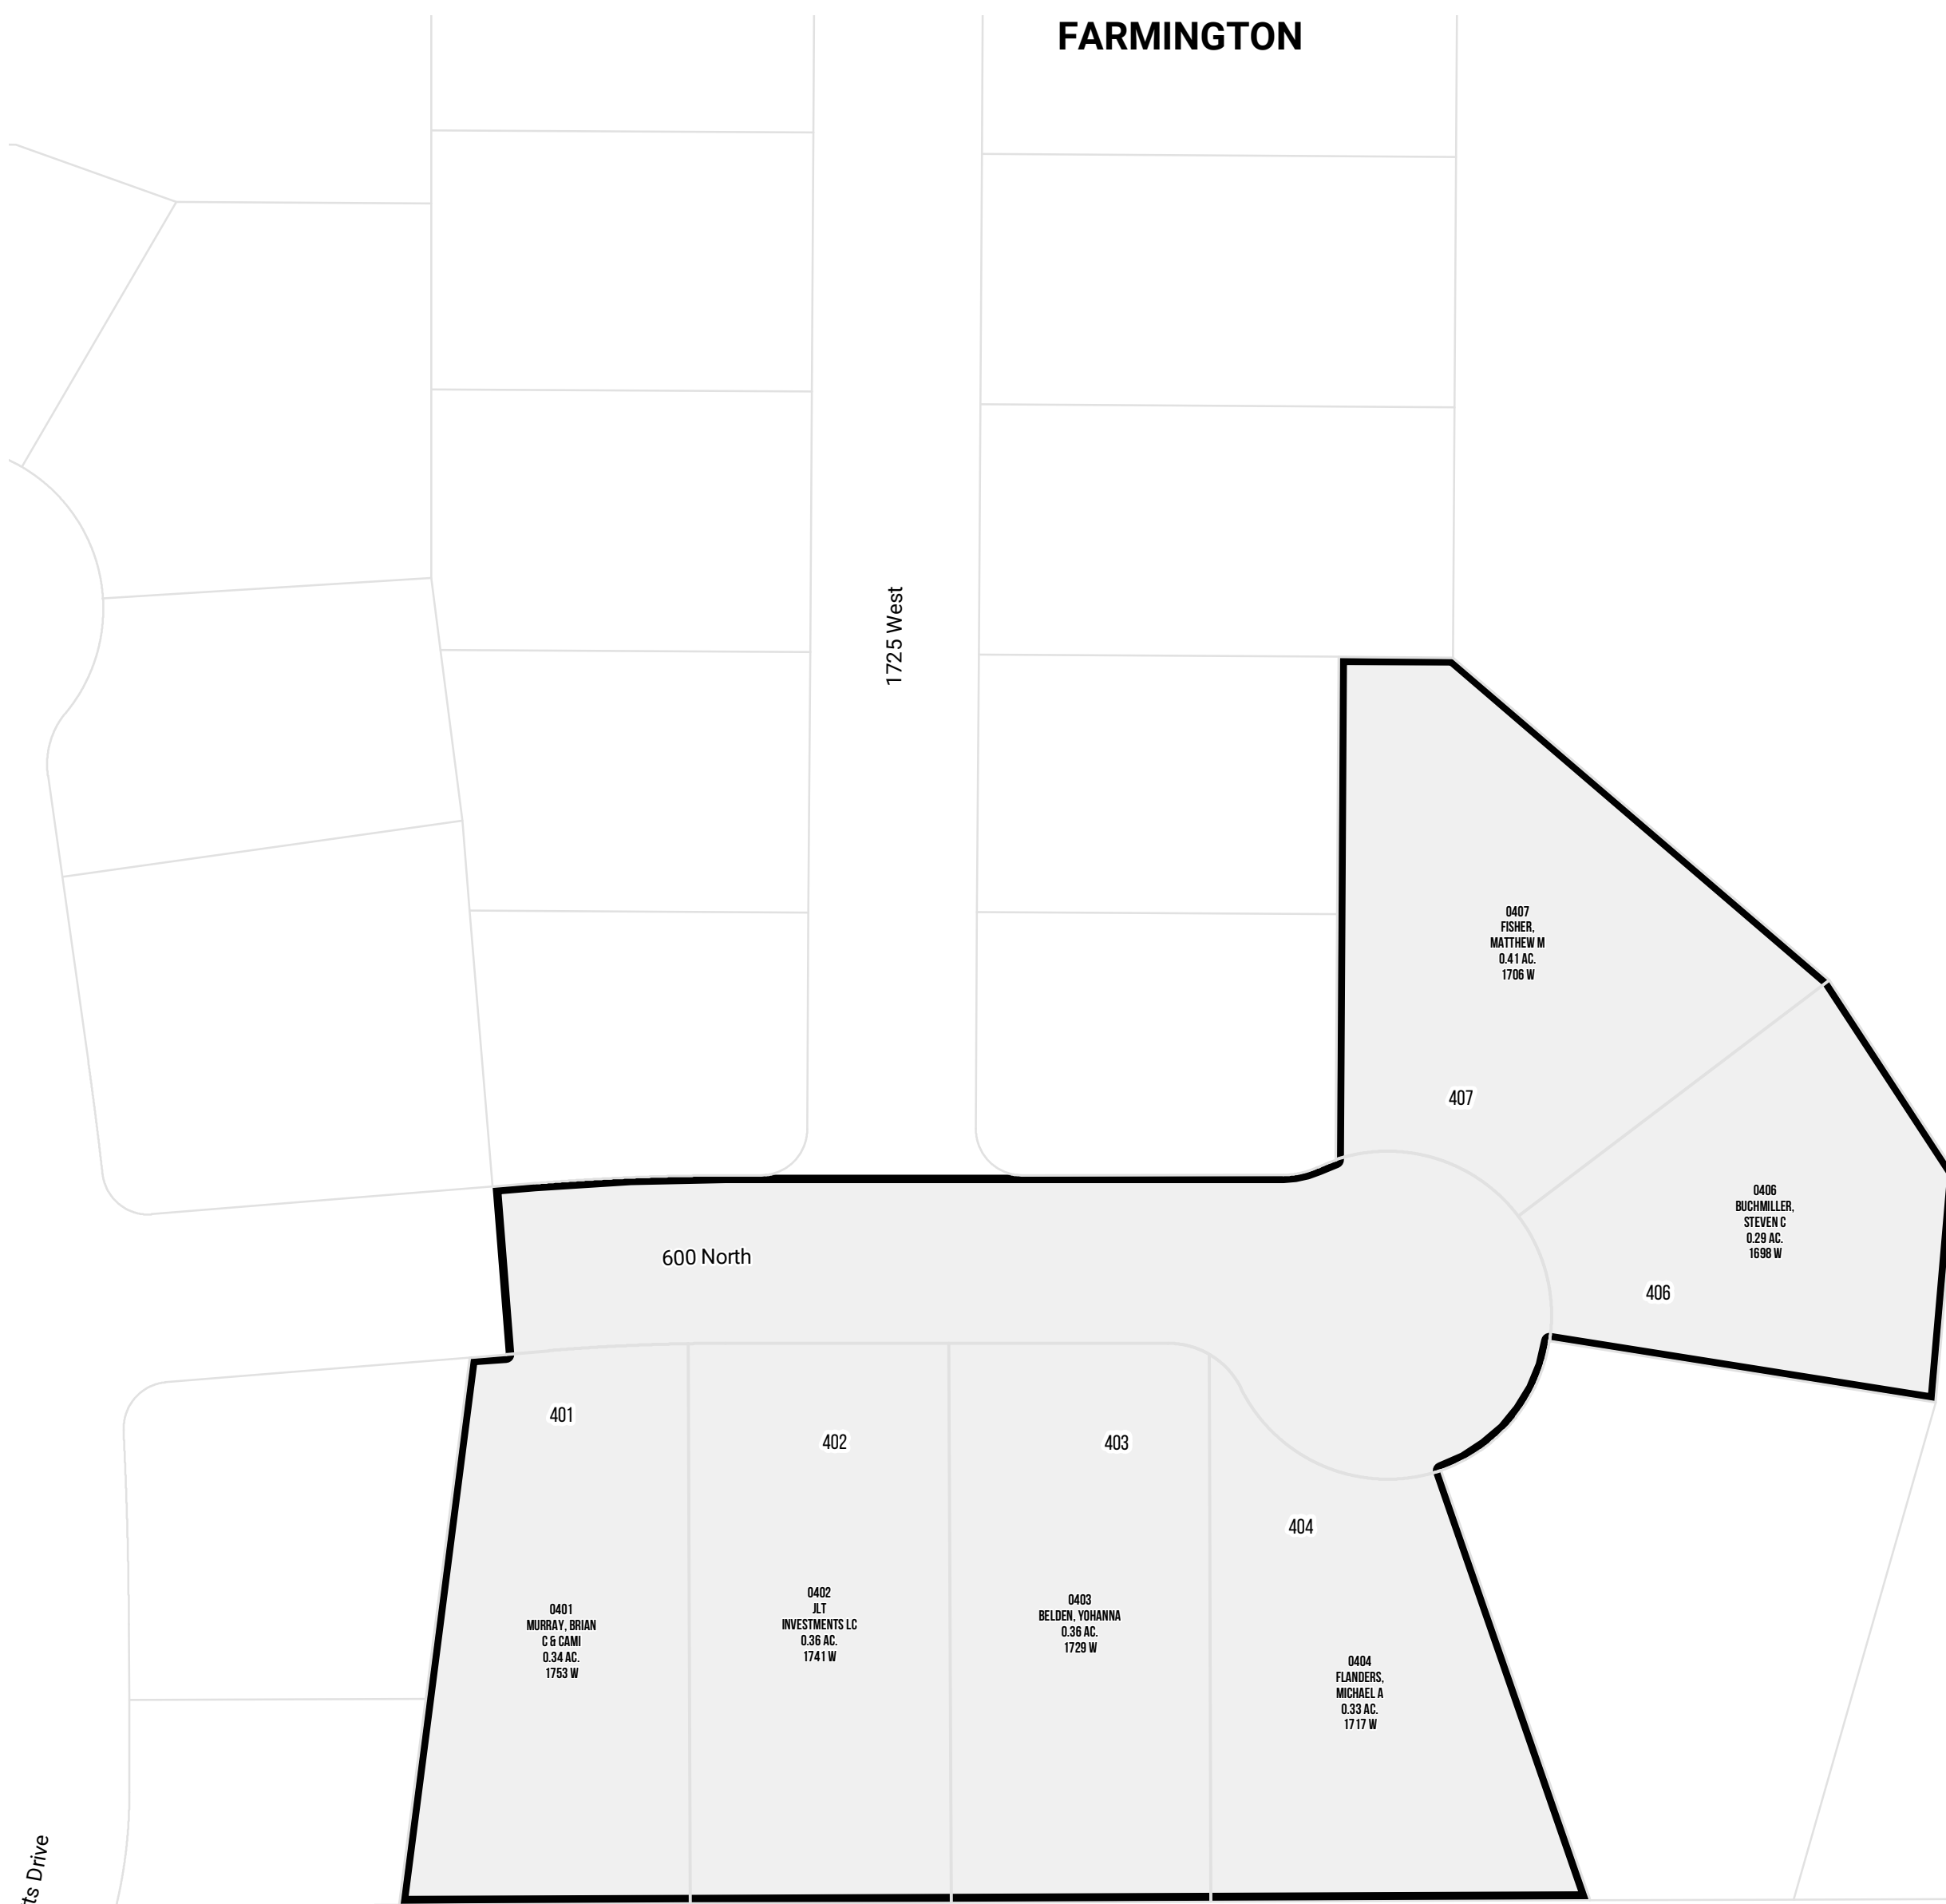 FARMINGTON
1725 West
0407
FISHER,
MATTHEW M
0.41 AC.
1706 W
407
0406
BUCHMILLER,
STEVEN C
0.29 AC.
1698 W
406
600 North
401
402
403
404
0401
MURRAY, BRIAN
C & CAMI
0.34 AC.
1753 W
0402
JLT
INVESTMENTS LC
0.36 AC.
1741 W
0403
BELDEN, YOHANNA
0.36 AC.
1729 W
0404
FLANDERS,
MICHAEL A
0.33 AC.
1717 W
ts Drive